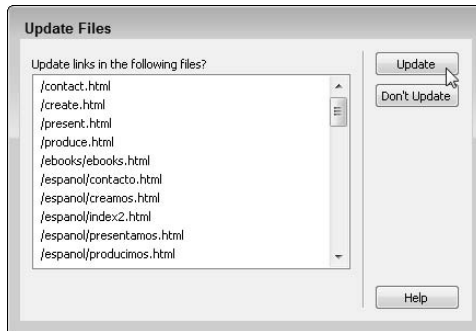 Update Files
Update links in the following files?
/contact.html
/create.html
/present.html
/produce.html
/ebooks/ebooks.html
/espanol/contacto.html
/espanol/creamos.html
/espanol/index2.html
/espanol/presentamos.html
/espanol/producimos.html
Update
Don't Update
Help